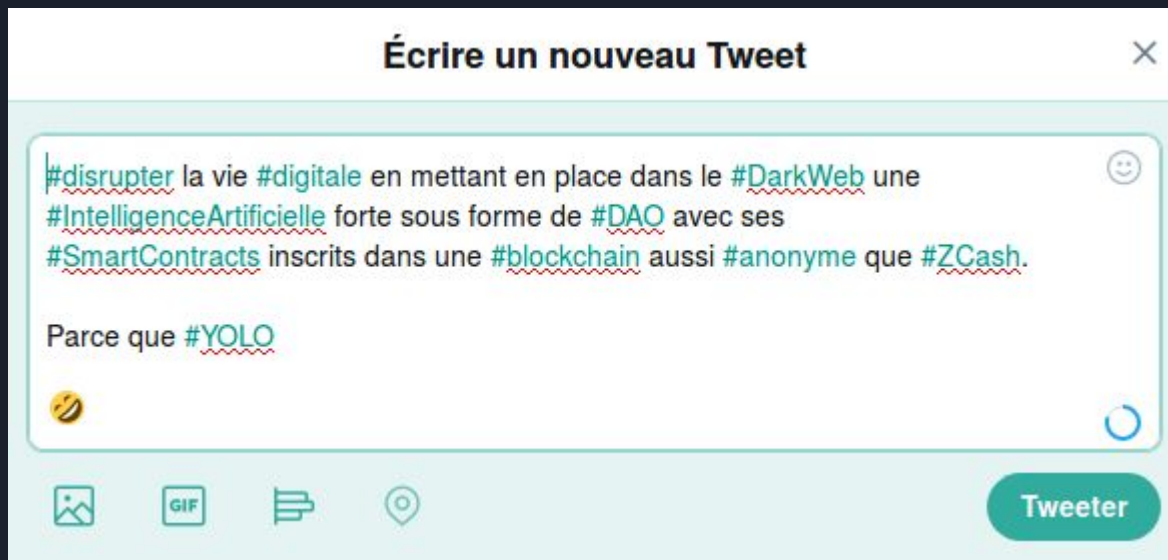 Écrire un nouveau Tweet
#disrupter la vie #digitale en mettant en place dans le #DarkWeb une
#IntelligenceArtificielle forte sous forme de #DAO avec ses
#SmartContracts inscrits dans une #blockchain aussi #anonyme que #ZCash.
Parce que #YOLO
🤣
GIF
Tweeter